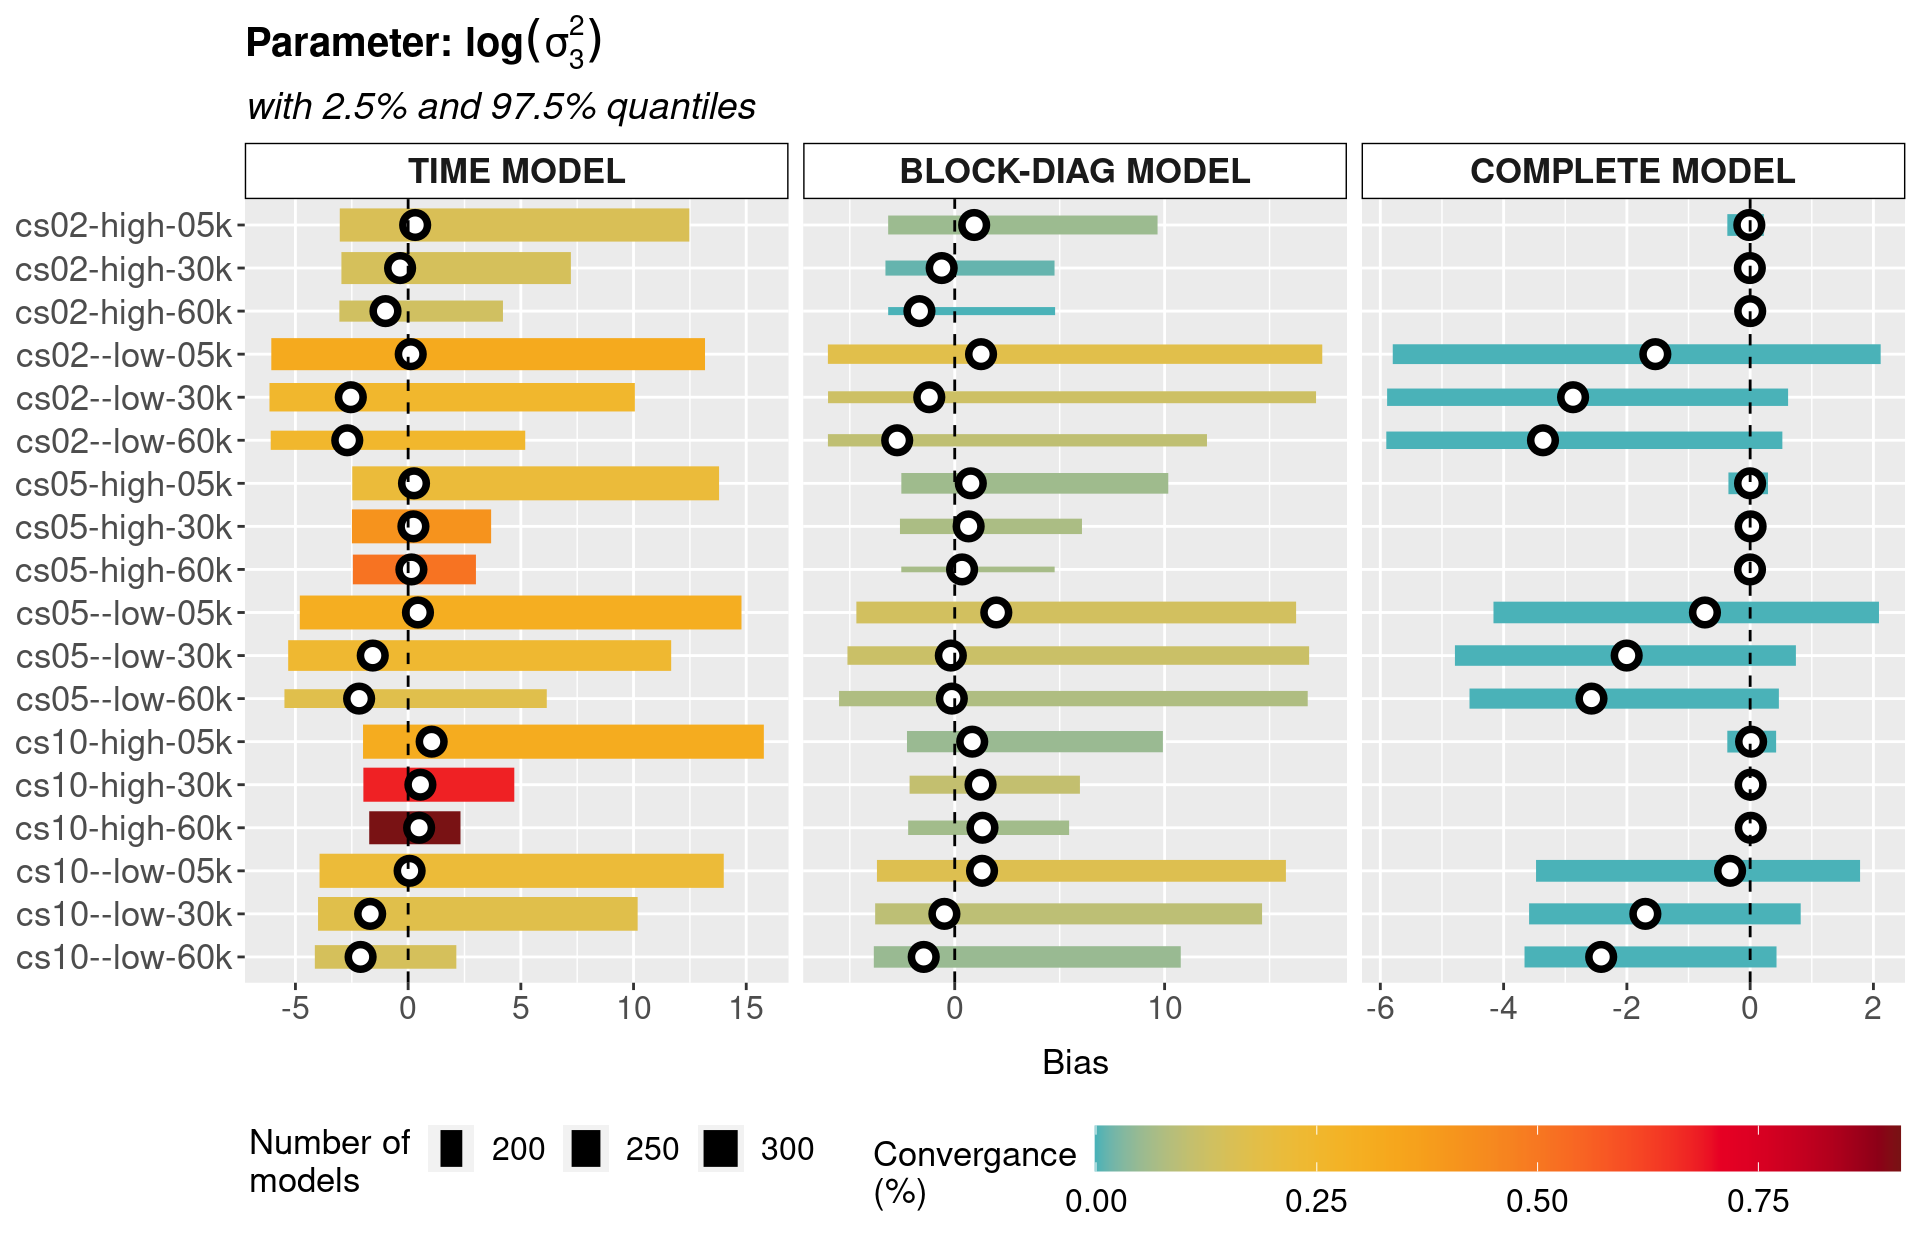 Parameter: log(σ₃²)
with 2.5% and 97.5% quantiles
TIME MODEL
BLOCK-DIAG MODEL
COMPLETE MODEL
cs02-high-05k
cs02-high-30k
cs02-high-60k
cs02--low-05k
cs02--low-30k
cs02--low-60k
cs05-high-05k
cs05-high-30k
cs05-high-60k
cs05--low-05k
cs05--low-30k
cs05--low-60k
cs10-high-05k
cs10-high-30k
cs10-high-60k
cs10--low-05k
cs10--low-30k
cs10--low-60k
-5 0 5 10 15
0 10
-6 -4 -2 0 2
Bias
Number of
models
200 250 300
Convergance
(%)
0.00 0.25 0.50 0.75